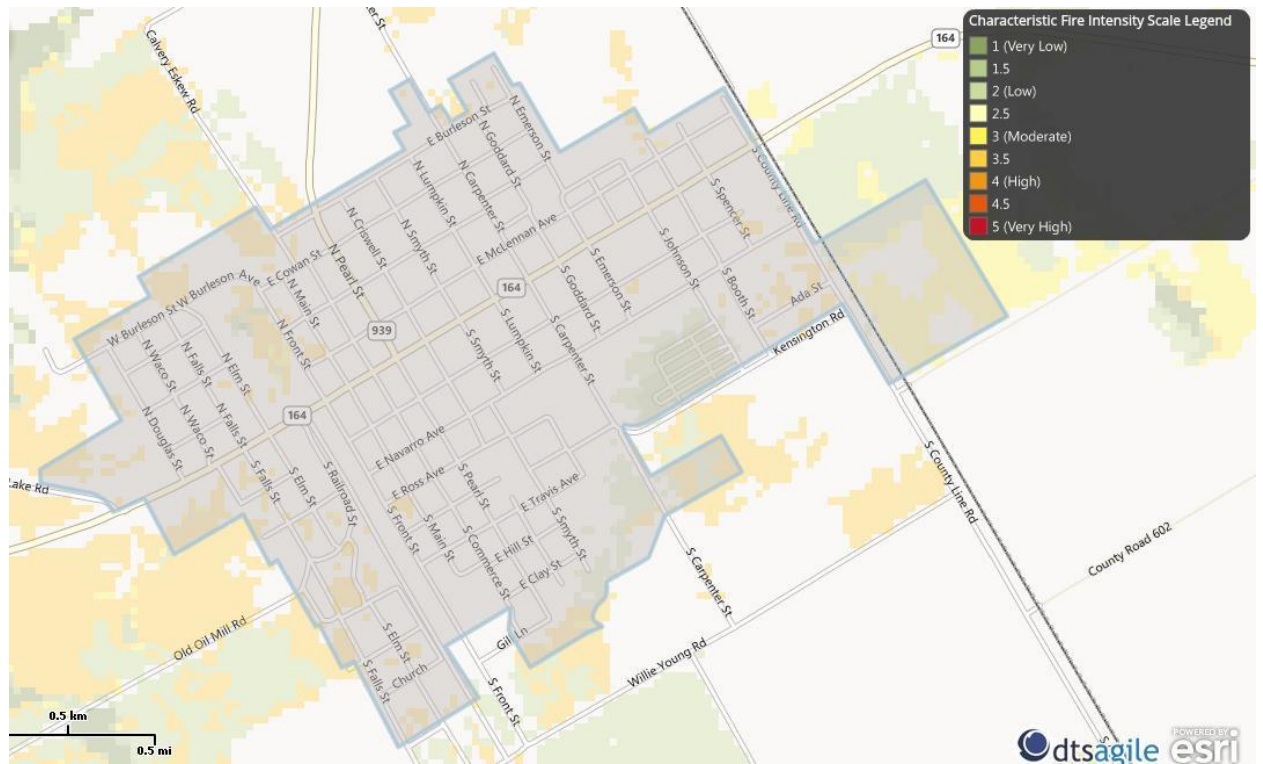 Characteristic Fire Intensity Scale Legend
1 (Very Low)
1.5
2 (Low)
2.5
3 (Moderate)
3.5
4 (High)
4.5
5 (Very High)
164
Calvery Eskew Rd
E Burleson St
N Emerson St
N Goddard St
N Carpenter St
N Lumpkin St
N Smyth St
N Criswell St
N Pearl St
E McLennan Ave
S County Line Rd
S Spencer St
S Johnson St
S Booth St
Ada St
Kensington Rd
S Emerson St
S Goddard St
S Carpenter St
S Lumpkin St
S Smyth St
164
939
E Cowan St
W Burleson Ave
W Burleson St
N Main St
N Front St
N Elm St
N Falls St
N Waco St
N Falls St
N Waco St
N Douglas St
164
Lake Rd
S Falls St
S Elm St
S Railroad St
E Navarro Ave
E Ross Ave
S Pearl St
E Travis Ave
S Front St
S Main St
S Commerce St
E Hill St
S Smyth St
E Clay St
S Elm St
Church
S Falls St
S Front St
Old Oil Mill Rd
Willie Young Rd
S Carpenter St
S County Line Rd
County Road 602
0.5 km
0.5 mi
dtsagile
POWERED BY
esri